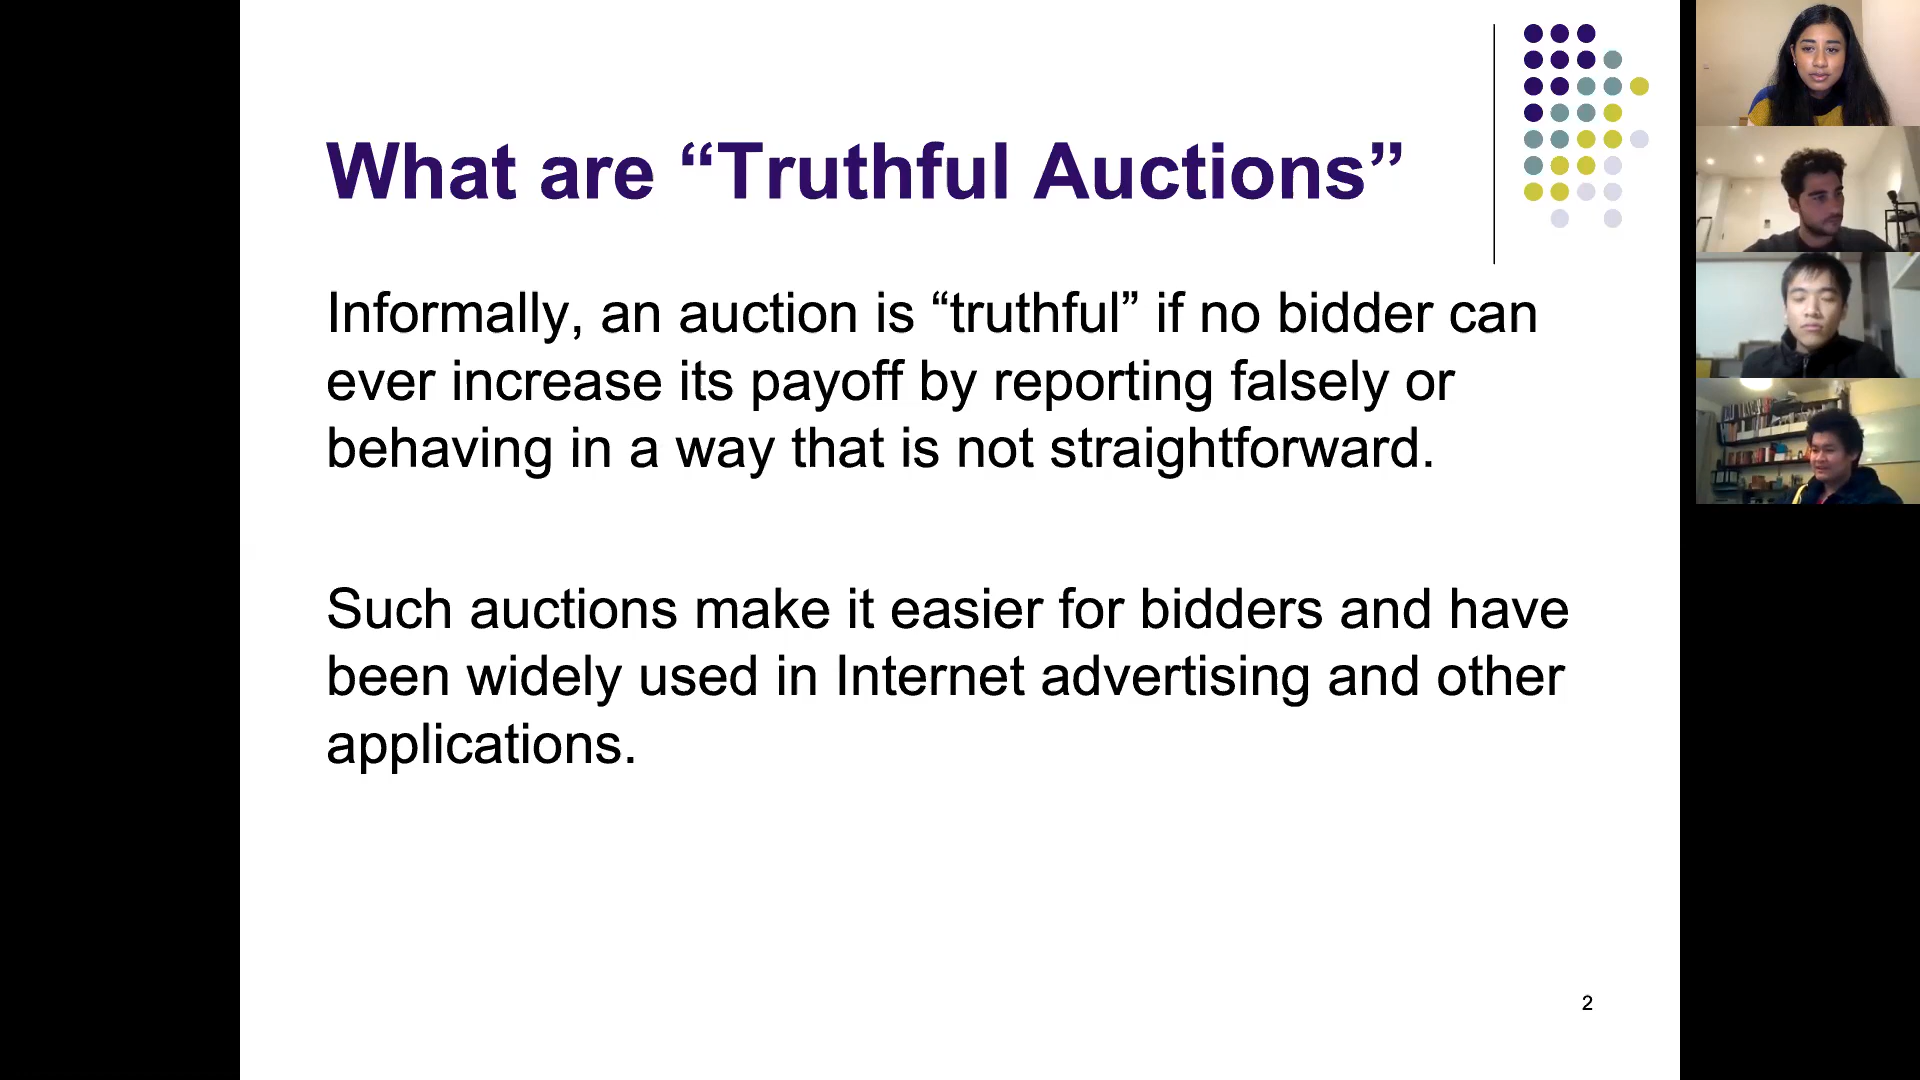 What are “Truthful Auctions”
Informally, an auction is “truthful” if no bidder can
ever increase its payoff by reporting falsely or
behaving in a way that is not straightforward.
Such auctions make it easier for bidders and have
been widely used in Internet advertising and other
applications.
2